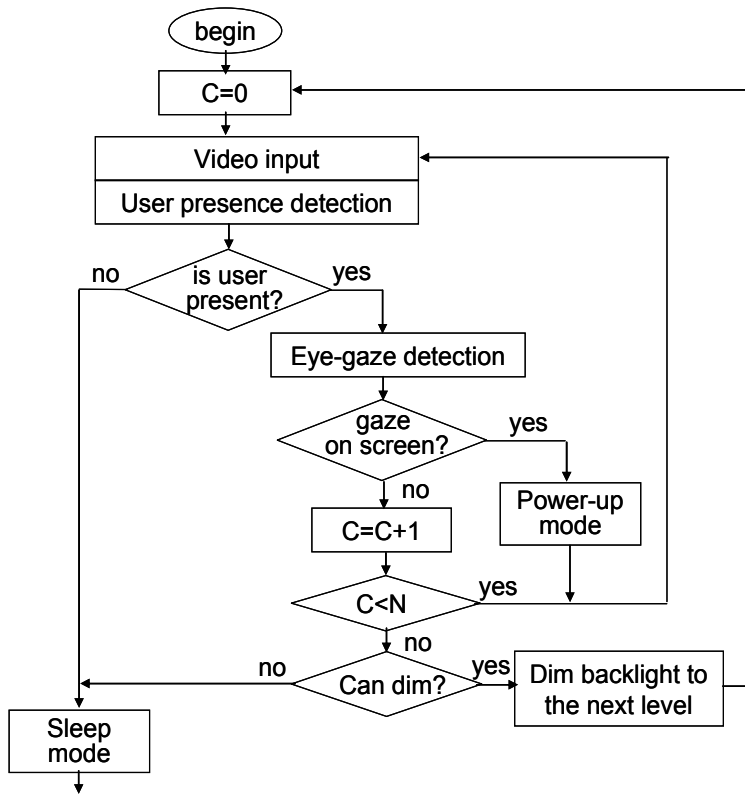 begin
C=0
Video input
User presence detection
no
is user
present?
yes
Eye-gaze detection
gaze
on screen?
yes
no
Power-up
mode
C=C+1
C<N
yes
no
no
Can dim?
yes
Dim backlight to
the next level
Sleep
mode